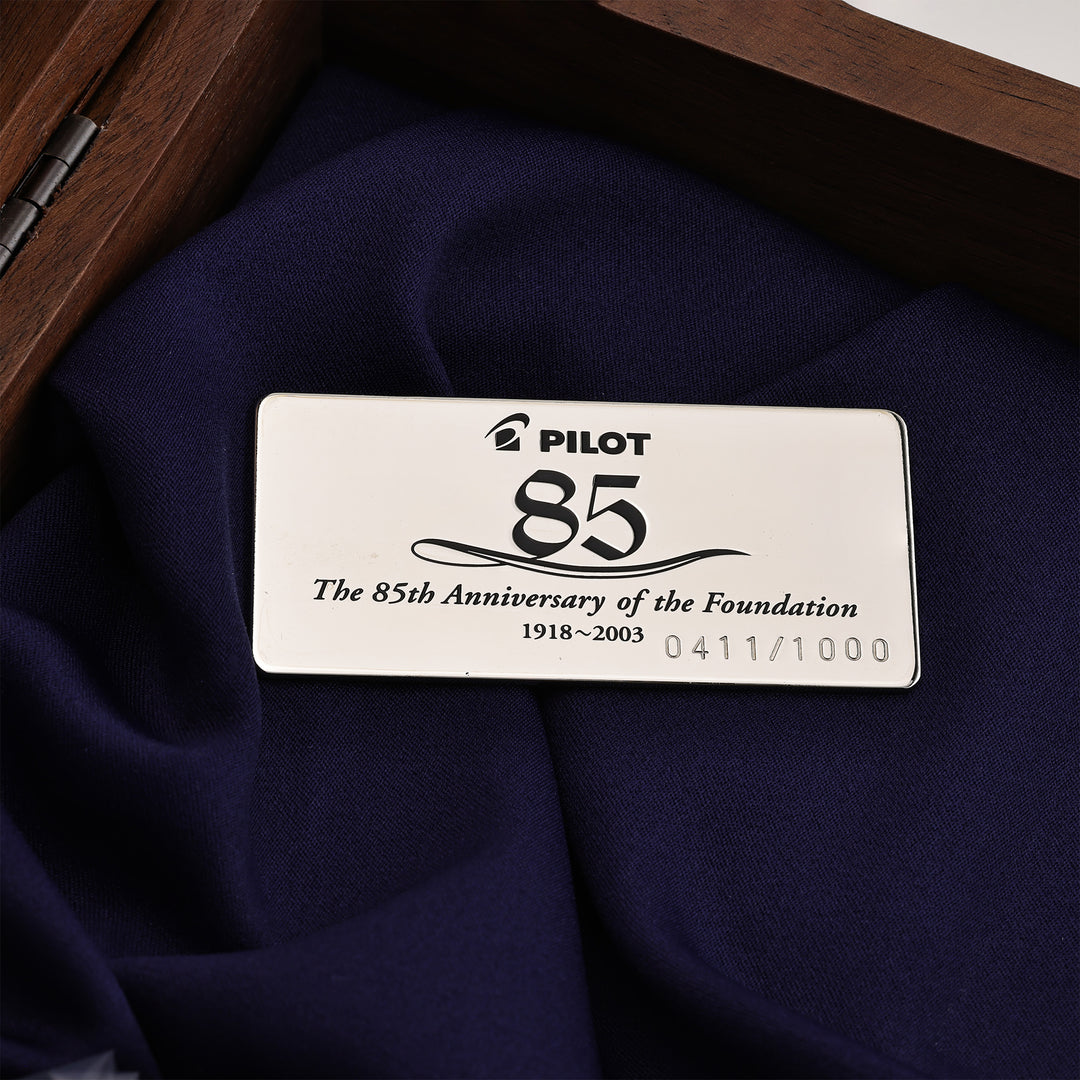 PILOT
85
The 85th Anniversary of the Foundation
1918~2003
0411/1000